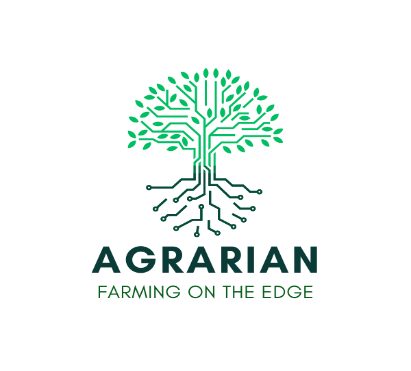 AGRARIAN
FARMING ON THE EDGE